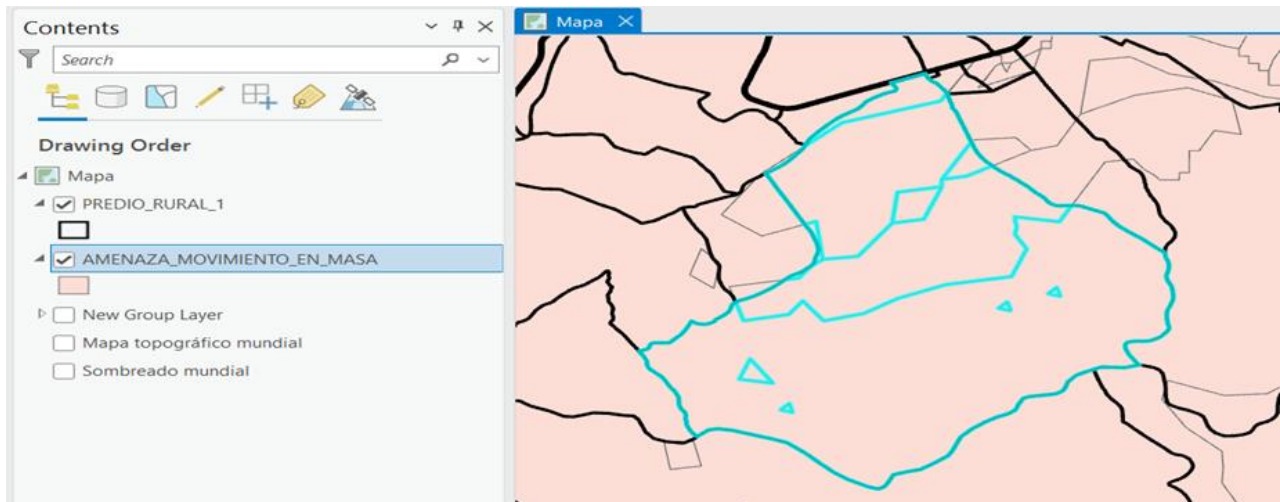 Contents
Search
Drawing Order
Mapa
PREDIO_RURAL_1
AMENAZA_MOVIMIENTO_EN_MASA
New Group Layer
Mapa topográfico mundial
Sombreado mundial
Mapa